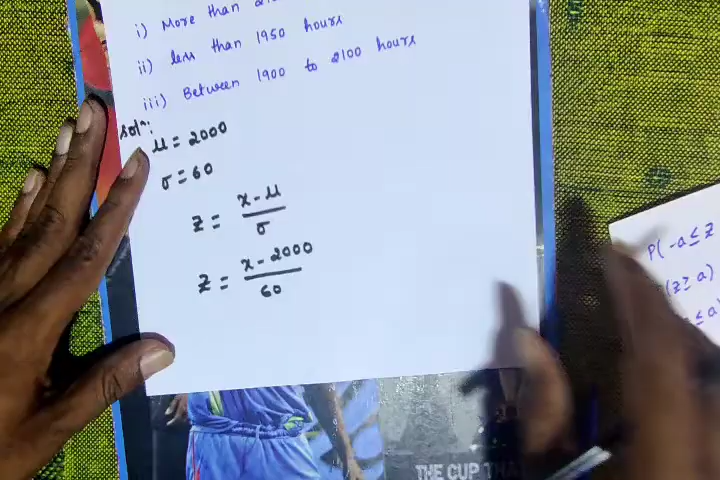 i) More than
ii) less than 1950 hours
iii) Between 1900 to 2100 hours
Solⁿ:
μ = 2000
σ = 60
z = x - μ / σ
z = x - 2000 / 60
P( -a ≤ z
(z ≥ a)
≤ a)
THE CUP